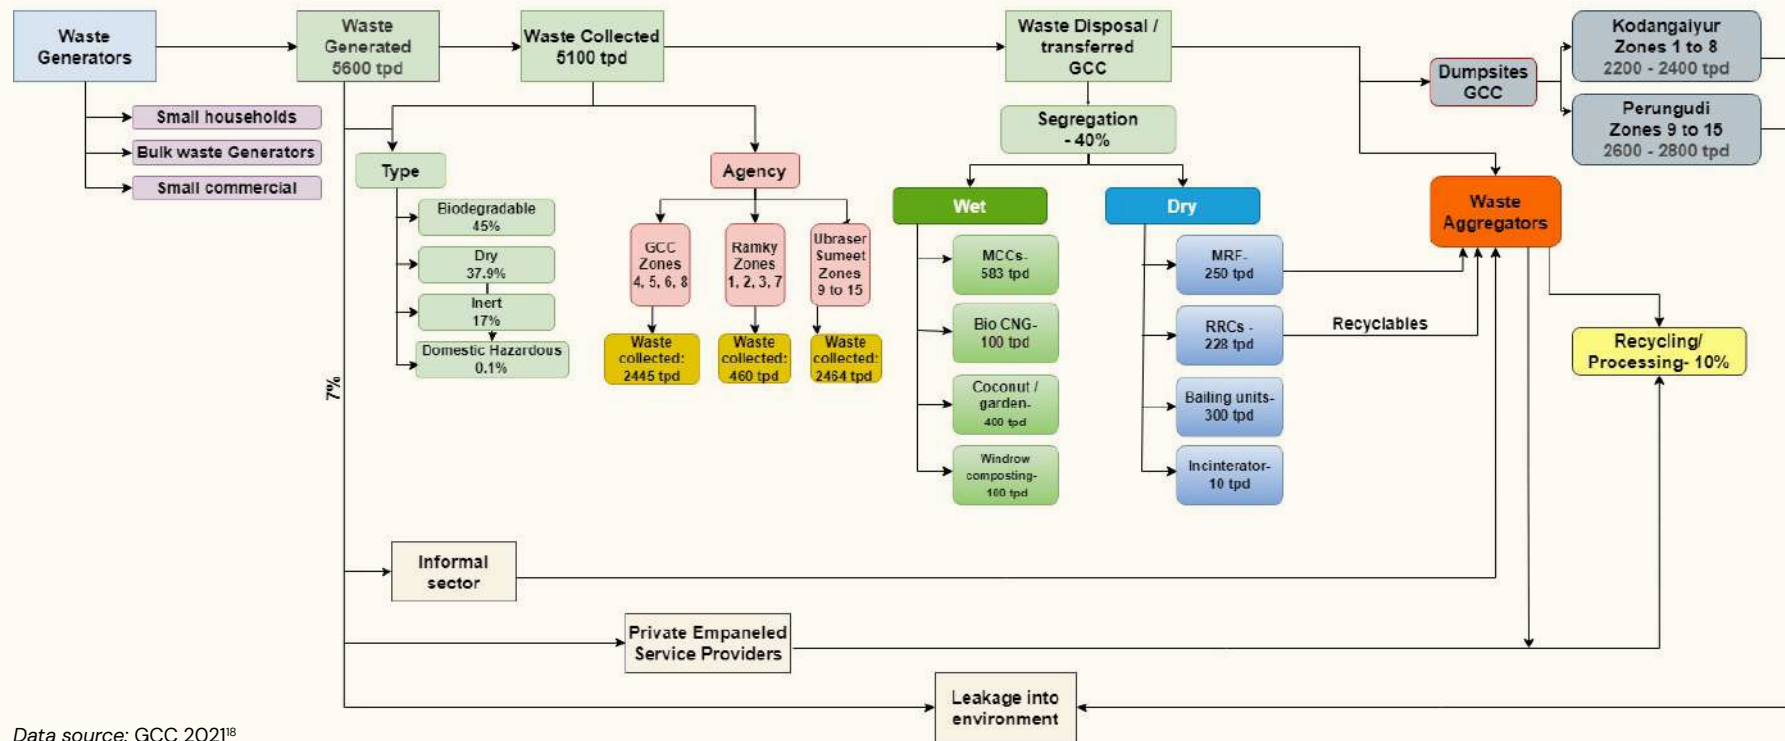 Waste
Generators
Waste
Generated
5600 tpd
Waste Collected
5100 tpd
Waste Disposal /
transferred
GCC
Dumpsites
GCC
Kodangaiyur
Zones 1 to 8
2200 - 2400 tpd
Perungudi
Zones 9 to 15
2600 - 2800 tpd
Small households
Bulk waste Generators
Small commercial
Type
Biodegradable
45%
Dry
37.9%
Inert
17%
Domestic Hazardous
0.1%
Agency
GCC
Zones
4, 5, 6, 8
Ramky
Zones
1, 2, 3, 7
Ubraser
Sumeet
Zones
9 to 15
Waste
collected:
2445 tpd
Waste
collected:
460 tpd
Waste
collected:
2464 tpd
Segregation
- 40%
Wet
MCCs-
583 tpd
Bio CNG-
100 tpd
Coconut /
garden-
400 tpd
Windrow
composting-
100 tpd
Dry
MRF-
250 tpd
RRCs -
228 tpd
Bailing units-
300 tpd
Incinterator-
10 tpd
Waste
Aggregators
Recyclables
Recycling/
Processing- 10%
7%
Informal
sector
Private Empaneled
Service Providers
Leakage into
environment
Data source: GCC 2021¹⁸